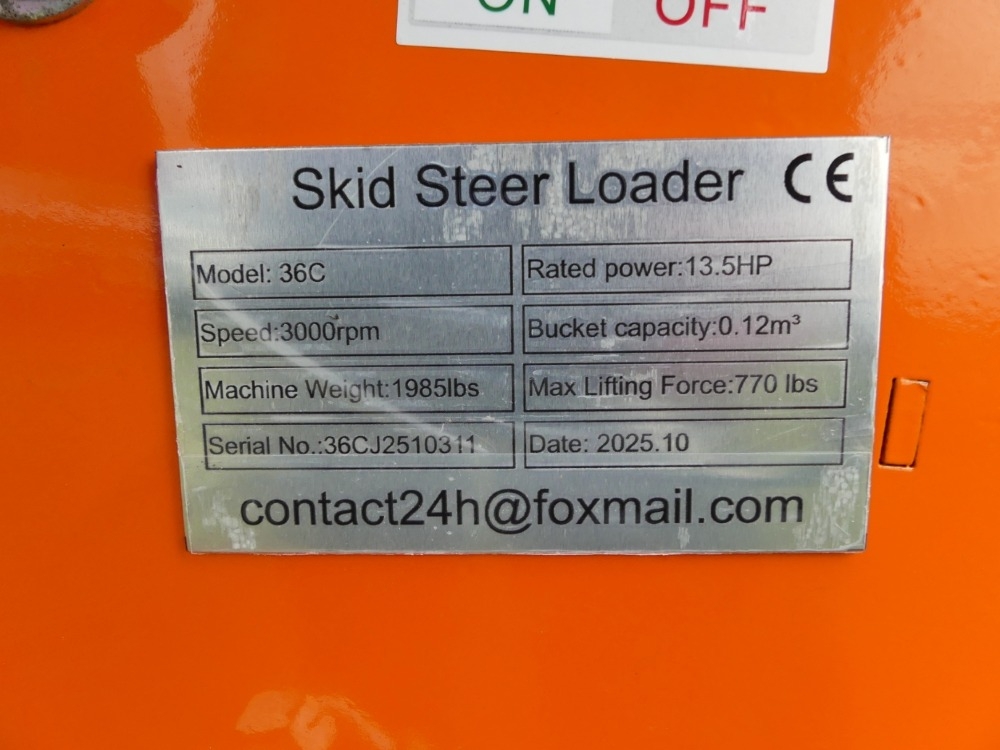 ON OFF
Skid Steer Loader CE
Model: 36C
Rated power:13.5HP
Speed:3000rpm
Bucket capacity:0.12m³
Machine Weight:1985lbs
Max Lifting Force:770 lbs
Serial No.:36CJ2510311
Date: 2025.10
contact24h@foxmail.com